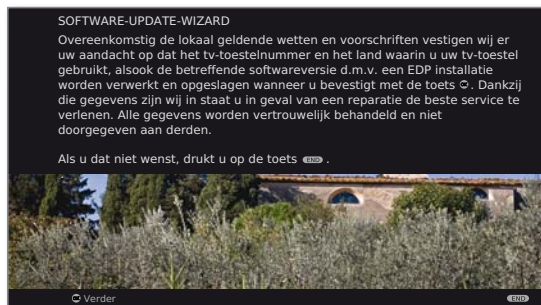 SOFTWARE-UPDATE-WIZARD
Overeenkomstig de lokaal geldende wetten en voorschriften vestigen wij er
uw aandacht op dat het tv-toestelnummer en het land waarin u uw tv-toestel
gebruikt, alsook de betreffende softwareversie d.m.v. een EDP installatie
worden verwerkt en opgeslagen wanneer u bevestigt met de toets OK. Dankzij
die gegevens zijn wij in staat u in geval van een reparatie de beste service te
verlenen. Alle gegevens worden vertrouwelijk behandeld en niet
doorgegeven aan derden.
Als u dat niet wenst, drukt u op de toets END .
OK Verder
END